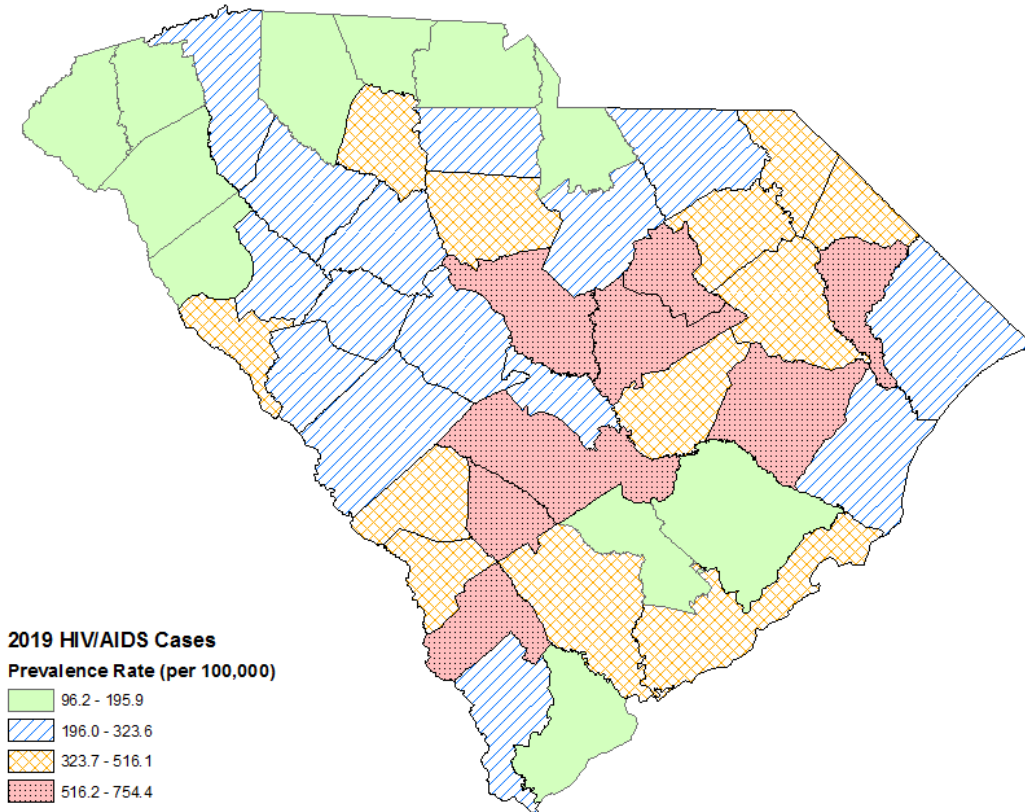 2019 HIV/AIDS Cases
Prevalence Rate (per 100,000)
96.2 - 195.9
196.0 - 323.6
323.7 - 516.1
516.2 - 754.4